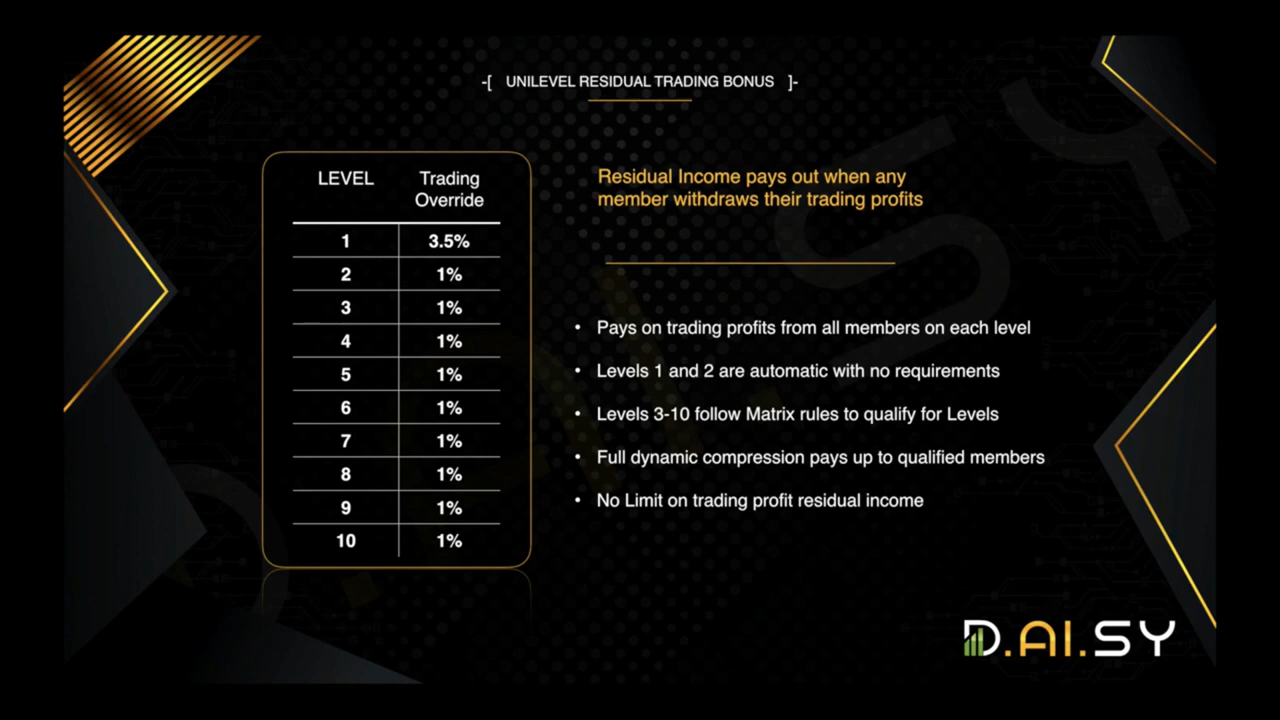 -[ UNILEVEL RESIDUAL TRADING BONUS ]-
LEVEL Trading
Override
1 3.5%
2 1%
3 1%
4 1%
5 1%
6 1%
7 1%
8 1%
9 1%
10 1%
Residual Income pays out when any
member withdraws their trading profits
• Pays on trading profits from all members on each level
• Levels 1 and 2 are automatic with no requirements
• Levels 3-10 follow Matrix rules to qualify for Levels
• Full dynamic compression pays up to qualified members
• No Limit on trading profit residual income
D.AI.SY